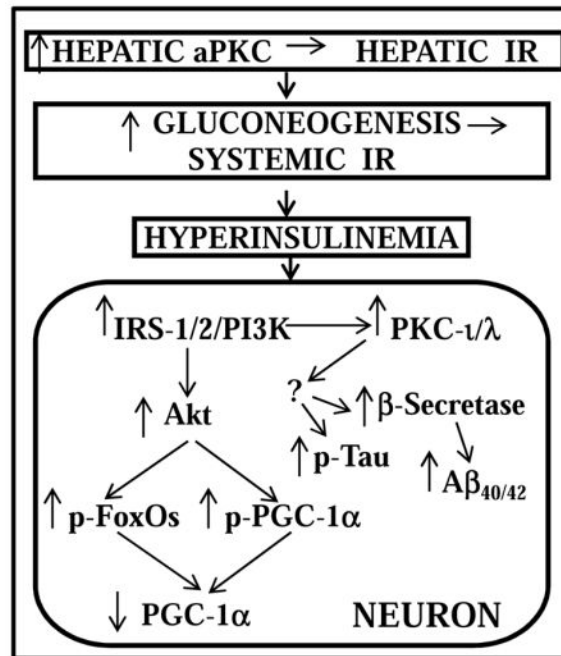 ↑HEPATIC aPKC → HEPATIC IR
↑ GLUCONEOGENESIS →
SYSTEMIC IR
HYPERINSULINEMIA
↑IRS-1/2/PI3K → ↑PKC-ι/λ
?
↑β-Secretase
↑Akt
↑p-Tau
↑Aβ40/42
↑p-FoxOs ↑p-PGC-1α
↓PGC-1α
NEURON